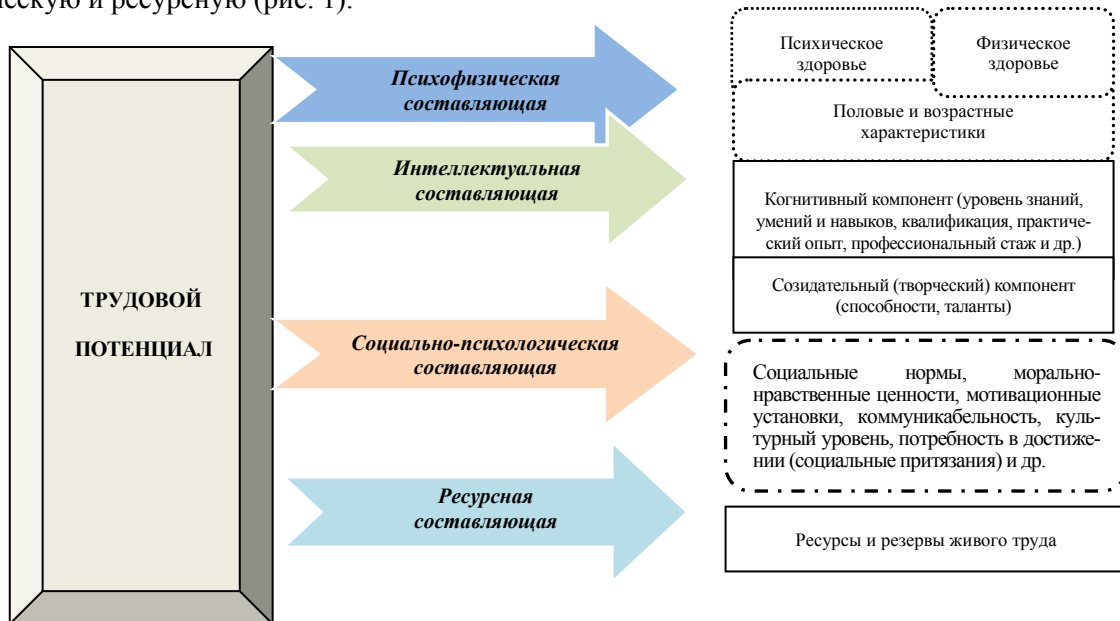 ческую и ресурсную (рис. 1).
ТРУДОВОЙ
ПОТЕНЦИАЛ
Психофизическая
составляющая
Психическое
здоровье
Физическое
здоровье
Половые и возрастные
характеристики
Интеллектуальная
составляющая
Когнитивный компонент (уровень знаний,
умений и навыков, квалификация, практиче-
ский опыт, профессиональный стаж и др.)
Созидательный (творческий) компонент
(способности, таланты)
Социально-психологическая
составляющая
Социальные нормы, морально-
нравственные ценности, мотивационные
установки, коммуникабельность, куль-
турный уровень, потребность в достиже-
нии (социальные притязания) и др.
Ресурсная
составляющая
Ресурсы и резервы живого труда